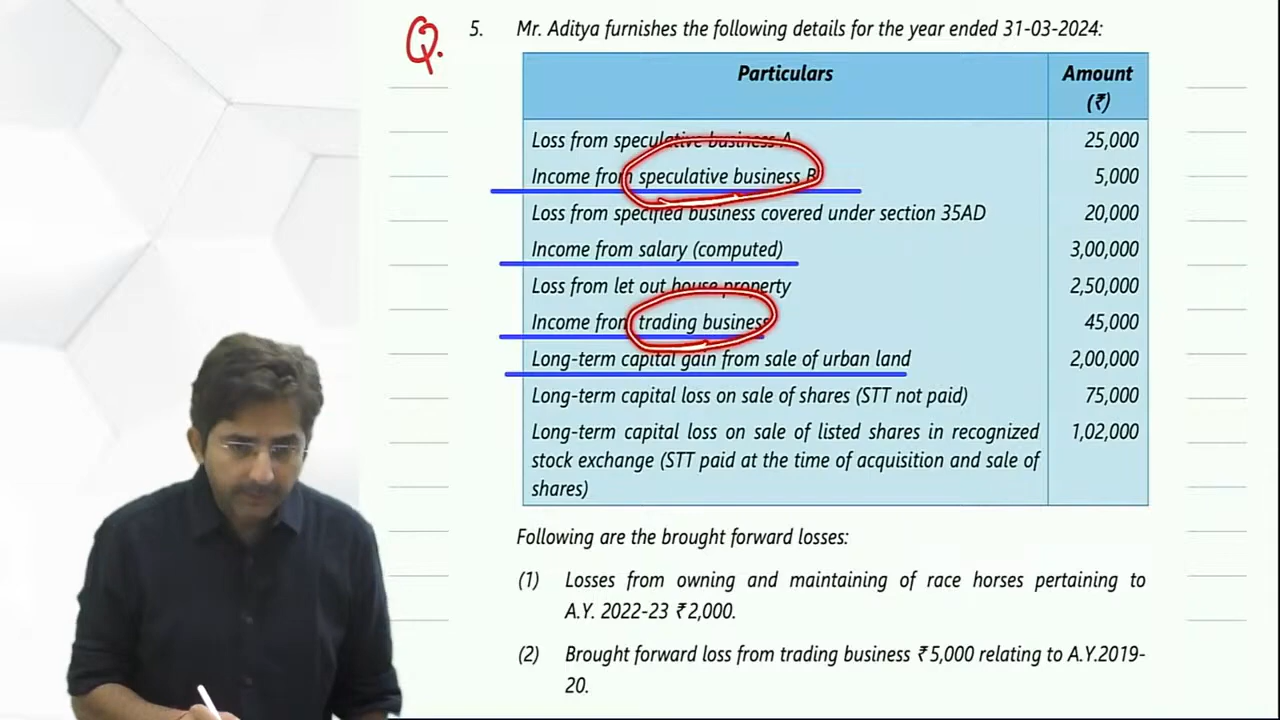 Q. 5. Mr. Aditya furnishes the following details for the year ended 31-03-2024:
Particulars Amount
(₹)
Loss from speculative business A 25,000
Income from speculative business B 5,000
Loss from specified business covered under section 35AD 20,000
Income from salary (computed) 3,00,000
Loss from let out house property 2,50,000
Income from trading business 45,000
Long-term capital gain from sale of urban land 2,00,000
Long-term capital loss on sale of shares (STT not paid) 75,000
Long-term capital loss on sale of listed shares in recognized 1,02,000
stock exchange (STT paid at the time of acquisition and sale of
shares)
Following are the brought forward losses:
(1) Losses from owning and maintaining of race horses pertaining to
A.Y. 2022-23 ₹ 2,000.
(2) Brought forward loss from trading business ₹ 5,000 relating to A.Y.2019-
20.